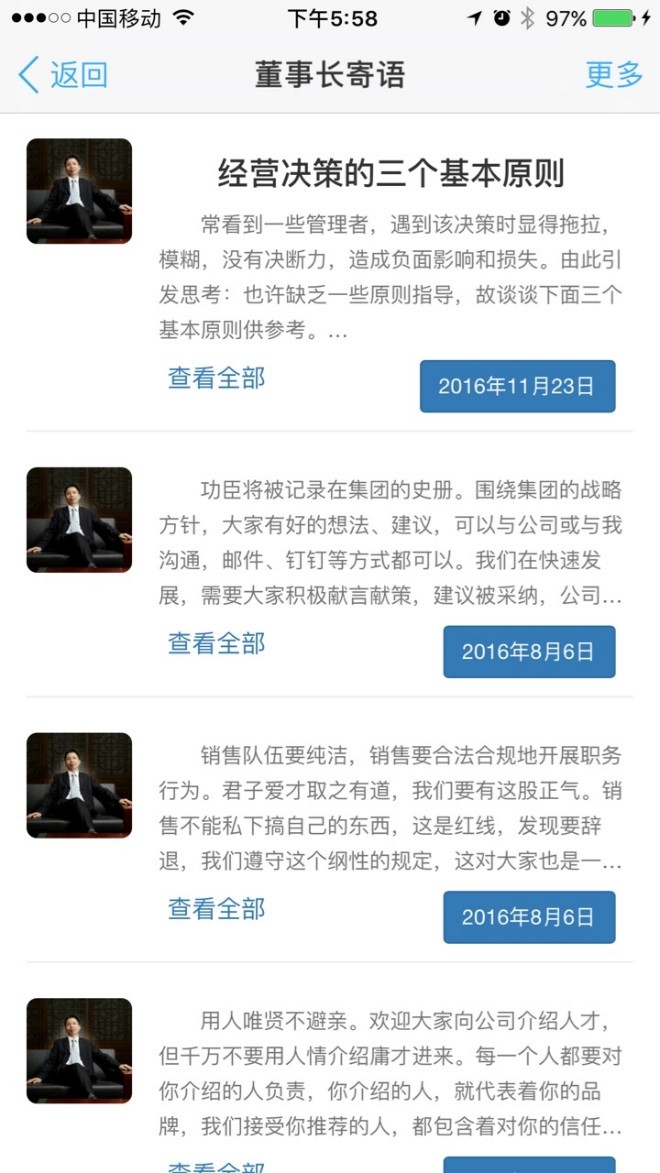 中国移动 下午5:58 97%
返回 董事长寄语 更多
经营决策的三个基本原则
常看到一些管理者，遇到该决策时显得拖拉，
模糊，没有决断力，造成负面影响和损失。由此引
发思考：也许缺乏一些原则指导，故谈谈下面三个
基本原则供参考。...
查看全部
2016年11月23日
功臣将被记录在集团的史册。围绕集团的战略
方针，大家有好的想法、建议，可以与公司或与我
沟通，邮件、钉钉等方式都可以。我们在快速发
展，需要大家积极献言献策，建议被采纳，公司...
查看全部
2016年8月6日
销售队伍要纯洁，销售要合法合规地开展职务
行为。君子爱才取之有道，我们要有这股正气。销
售不能私下搞自己的东西，这是红线，发现要辞
退，我们遵守这个纲性的规定，这对大家也是一...
查看全部
2016年8月6日
用人唯贤不避亲。欢迎大家向公司介绍人才，
但千万不要用人情介绍庸才进来。每一个人都要对
你介绍的人负责，你介绍的人，就代表着你的品
牌，我们接受你推荐的人，都包含着对你的信任...
查看全部